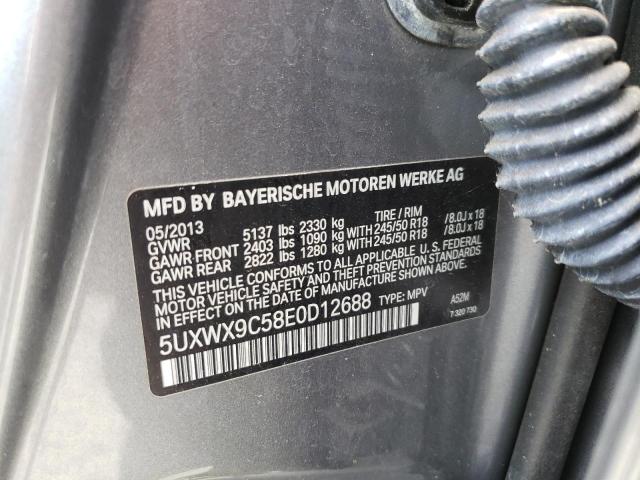 MFD BY BAYERISCHE MOTOREN WERKE AG
05/2013
GVWR 5137 lbs 2330 kg TIRE / RIM
GAWR FRONT 2403 lbs 1090 kg WITH 245/50 R18 / 8.0J x 18
GAWR REAR 2822 lbs 1280 kg WITH 245/50 R18 / 8.0J x 18
THIS VEHICLE CONFORMS TO ALL APPLICABLE U. S. FEDERAL
MOTOR VEHICLE SAFETY AND THEFT PREVENTION STANDARDS
IN EFFECT ON THE DATE OF MANUFACTURE SHOWN ABOVE.
5UXWX9C58E0D12688 TYPE: MPV A52M
7 320 730